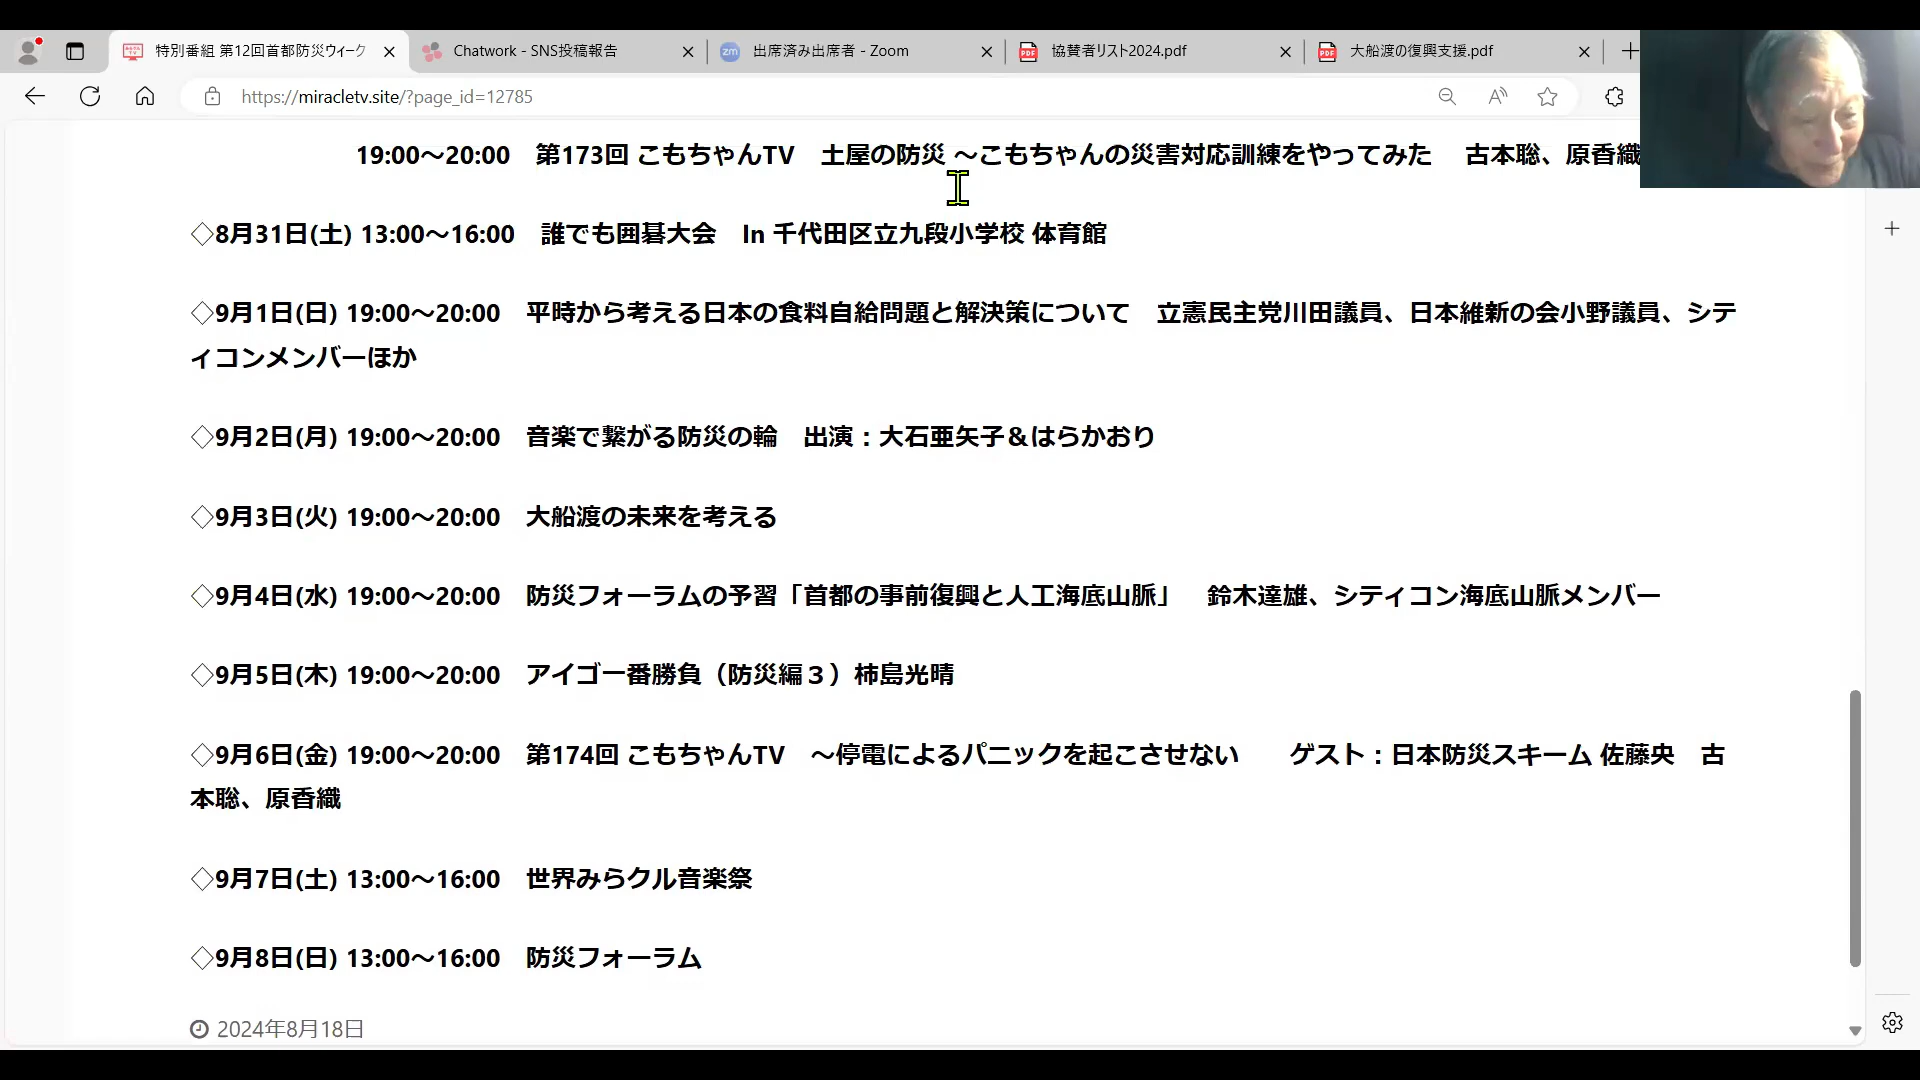 特別番組 第12回首都防災ウィーク
Chatwork - SNS投稿報告
zm 出席済み出席者 - Zoom
PDF 協賛者リスト2024.pdf
PDF 大船渡の復興支援.pdf
https://miracletv.site/?page_id=12785
19:00～20:00　第173回 こもちゃんTV　土屋の防災 ～こもちゃんの災害対応訓練をやってみた　古本聡、原香織
◇8月31日(土) 13:00～16:00　誰でも囲碁大会　In 千代田区立九段小学校 体育館
◇9月1日(日) 19:00～20:00　平時から考える日本の食料自給問題と解決策について　立憲民主党川田議員、日本維新の会小野議員、シテ
ィコンメンバーほか
◇9月2日(月) 19:00～20:00　音楽で繋がる防災の輪　出演：大石亜矢子＆はらかおり
◇9月3日(火) 19:00～20:00　大船渡の未来を考える
◇9月4日(水) 19:00～20:00　防災フォーラムの予習「首都の事前復興と人工海底山脈」　鈴木達雄、シティコン海底山脈メンバー
◇9月5日(木) 19:00～20:00　アイゴー番勝負（防災編３）柿島光晴
◇9月6日(金) 19:00～20:00　第174回 こもちゃんTV　～停電によるパニックを起こさせない　　ゲスト：日本防災スキーム 佐藤央　古
本聡、原香織
◇9月7日(土) 13:00～16:00　世界みらクル音楽祭
◇9月8日(日) 13:00～16:00　防災フォーラム
2024年8月18日